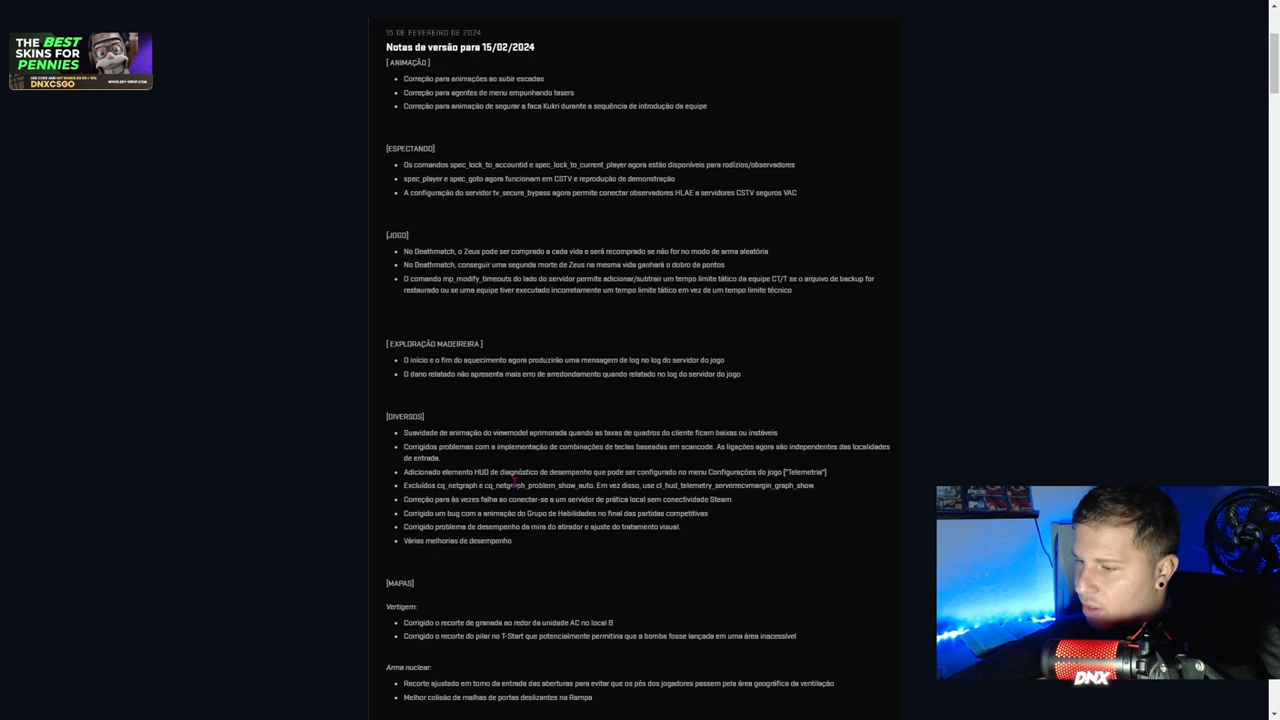 THE BEST
SKINS FOR
PENNIES
DNXCSGO
15 DE FEVEREIRO DE 2024
Notas de versão para 15/02/2024
[ ANIMAÇÃO ]
Correção para animações ao subir escadas
Correção para agentes de menu empunhando tasers
Correção para animação de segurar a faca Kukri durante a sequência de introdução da equipe
[ESPECTANDO]
Os comandos spec_lock_to_accountid e spec_lock_to_current_player agora estão disponíveis para rodízios/observadores
spec_player e spec_goto agora funcionam em CSTV e reprodução de demonstração
A configuração do servidor tv_secure_bypass agora permite conectar observadores HLAE a servidores CSTV seguros VAC
[JOGO]
No Deathmatch, o Zeus pode ser comprado a cada vida e será recomprado se não for no modo de arma aleatória
No Deathmatch, conseguir uma segunda morte de Zeus na mesma vida ganhará o dobro de pontos
O comando mp_modify_timeouts do lado do servidor permite adicionar/subtrair um tempo limite tático da equipe CT/T se o arquivo de backup for
restaurado ou se uma equipe tiver executado incorretamente um tempo limite tático em vez de um tempo limite técnico
[ EXPLORAÇÃO MADEIREIRA ]
O início e o fim do aquecimento agora produzirão uma mensagem de log no log do servidor do jogo
O dano relatado não apresenta mais erro de arredondamento quando relatado no log do servidor do jogo
[DIVERSOS]
Suavidade de animação do viewmodel aprimorada quando as taxas de quadros do cliente ficam baixas ou instáveis
Corrigidos problemas com a implementação de combinações de teclas baseadas em scancode. As ligações agora são independentes das localidades
de entrada.
Adicionado elemento HUD de diagnóstico de desempenho que pode ser configurado no menu Configurações do jogo ("Telemetria")
Excluídos cq_netgraph e cq_netgraph_problem_show_auto. Em vez disso, use cl_hud_telemetry_serverrecvmargin_graph_show.
Correção para às vezes falha ao conectar-se a um servidor de prática local sem conectividade Steam
Corrigido um bug com a animação do Grupo de Habilidades no final das partidas competitivas
Corrigido problema de desempenho da mira do atirador e ajuste do tratamento visual.
Várias melhorias de desempenho
[MAPAS]
Vertigem:
Corrigido o recorte de granada ao redor da unidade AC no local B
Corrigido o recorte do pilar no T-Start que potencialmente permitiria que a bomba fosse lançada em uma área inacessível
Arma nuclear:
Recorte ajustado em torno da entrada das aberturas para evitar que os pés dos jogadores passem pela área geográfica da ventilação
Melhor colisão de malhas de portas deslizantes na Rampa
DNX